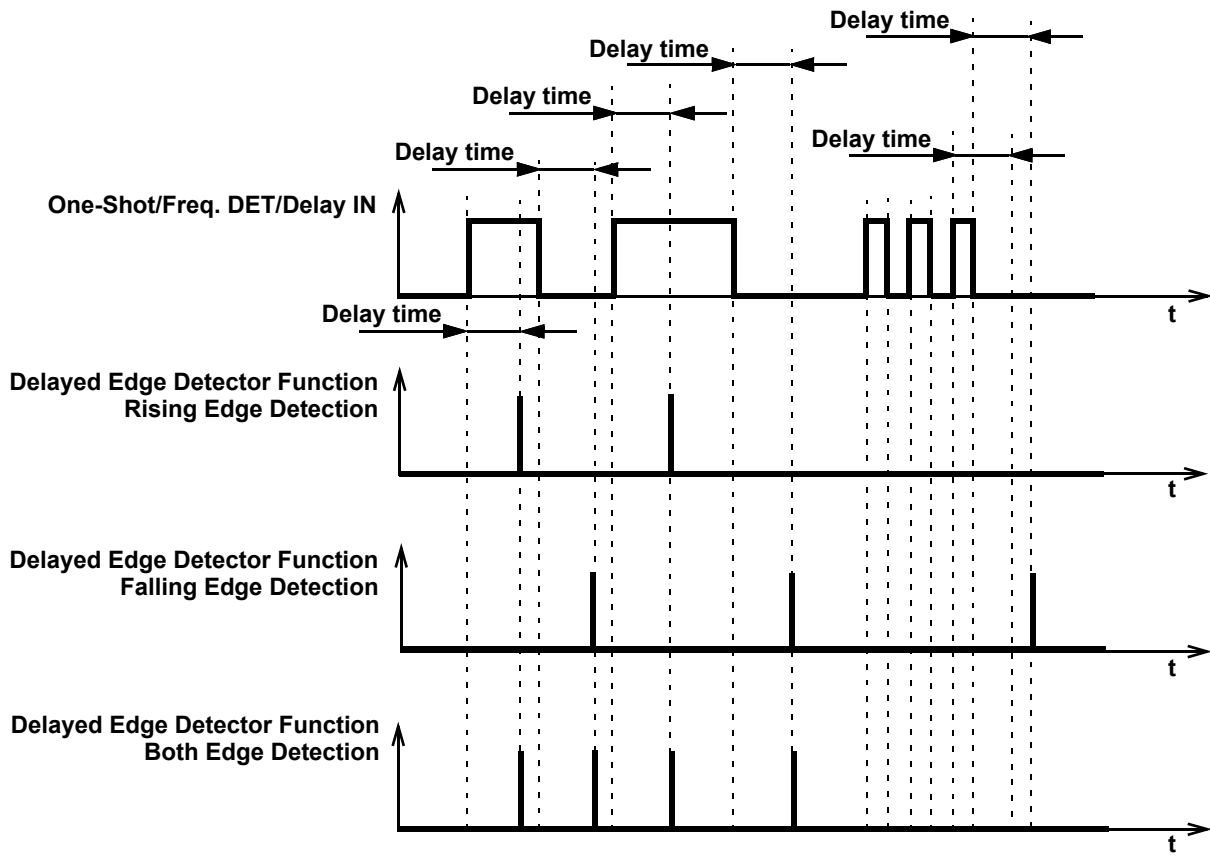 Delay time
Delay time
Delay time
Delay time
Delay time
One-Shot/Freq. DET/Delay IN
t
Delay time
Delayed Edge Detector Function
Rising Edge Detection
t
Delayed Edge Detector Function
Falling Edge Detection
t
Delayed Edge Detector Function
Both Edge Detection
t